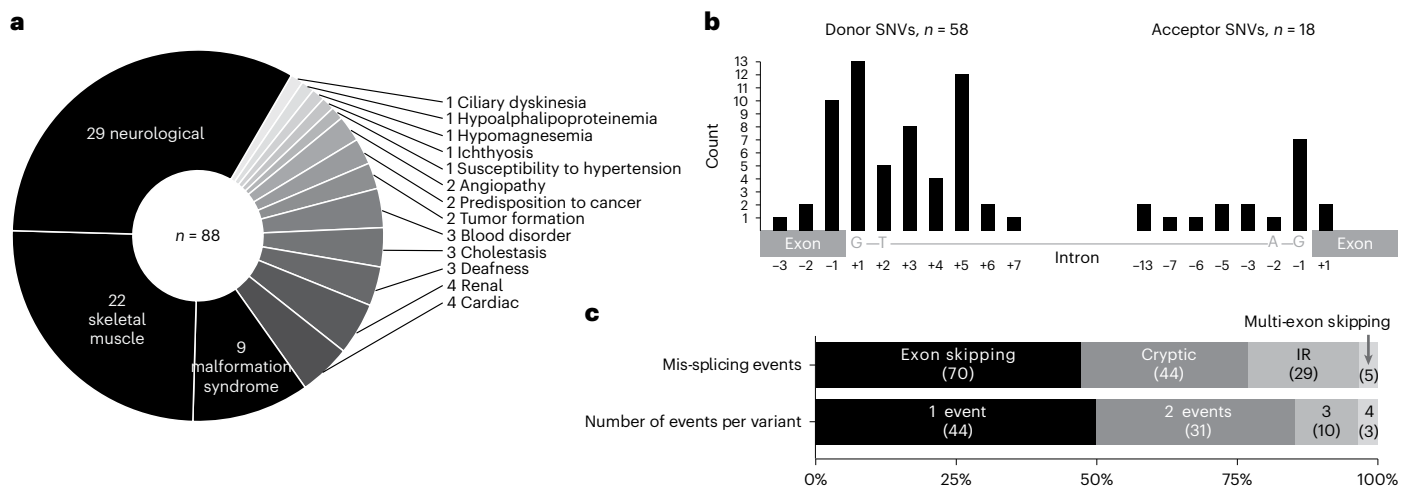 a
29 neurological
22
skeletal
muscle
9
malformation
syndrome
n = 88
1 Ciliary dyskinesia
1 Hypoalphalipoproteinemia
1 Hypomagnesemia
1 Ichthyosis
1 Susceptibility to hypertension
2 Angiopathy
2 Predisposition to cancer
2 Tumor formation
3 Blood disorder
3 Cholestasis
3 Deafness
4 Renal
4 Cardiac
b
Donor SNVs, n = 58
Acceptor SNVs, n = 18
Count
13
12
11
10
9
8
7
6
5
4
3
2
1
Exon G T A G Exon
Intron
–3 –2 –1 +1 +2 +3 +4 +5 +6 +7 –13 –7 –6 –5 –3 –2 –1 +1
c
Multi-exon skipping
Mis-splicing events
Exon skipping
(70)
Cryptic
(44)
IR
(29)
(5)
Number of events per variant
1 event
(44)
2 events
(31)
3
(10)
4
(3)
0% 25% 50% 75% 100%